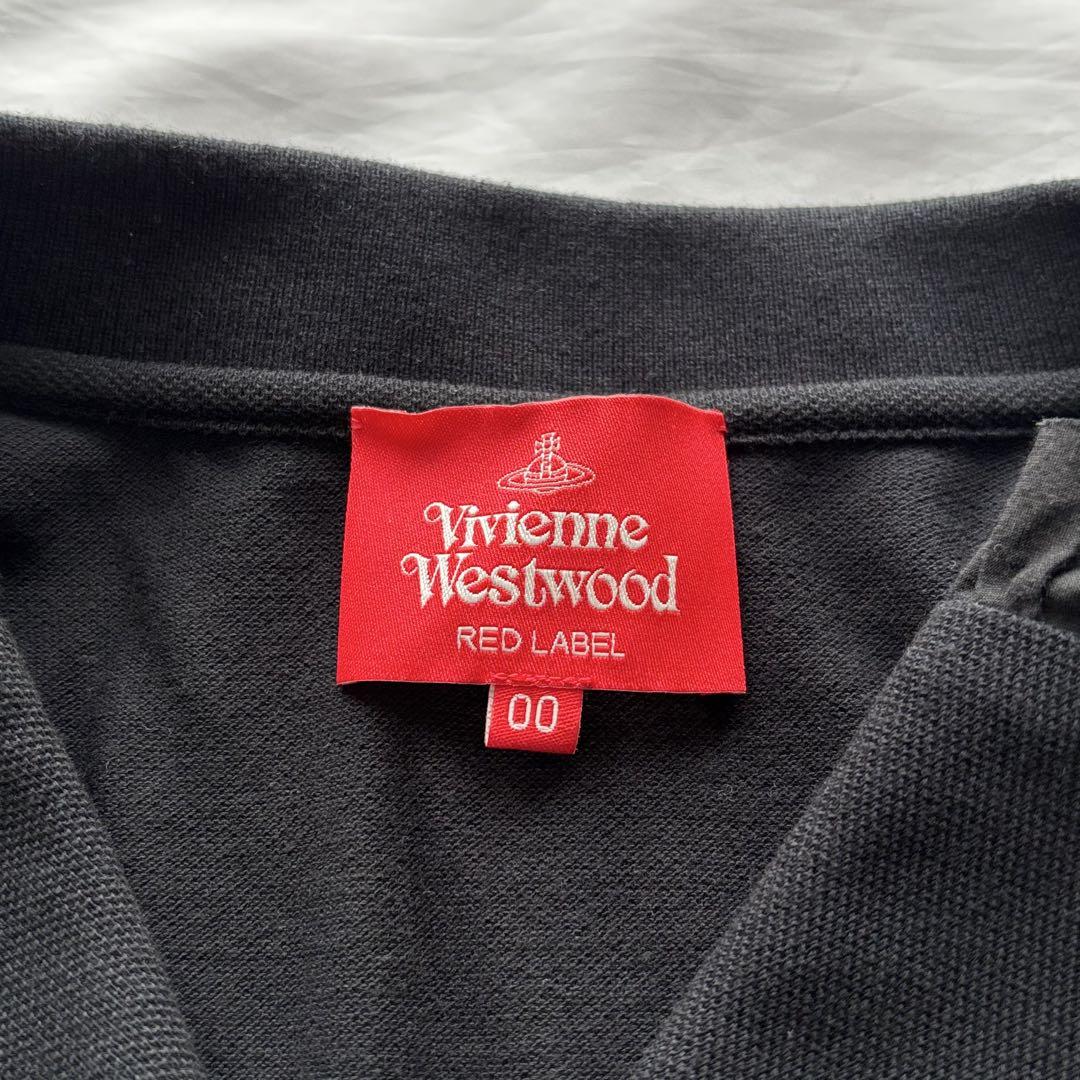 Vivienne
Westwood
RED LABEL
00